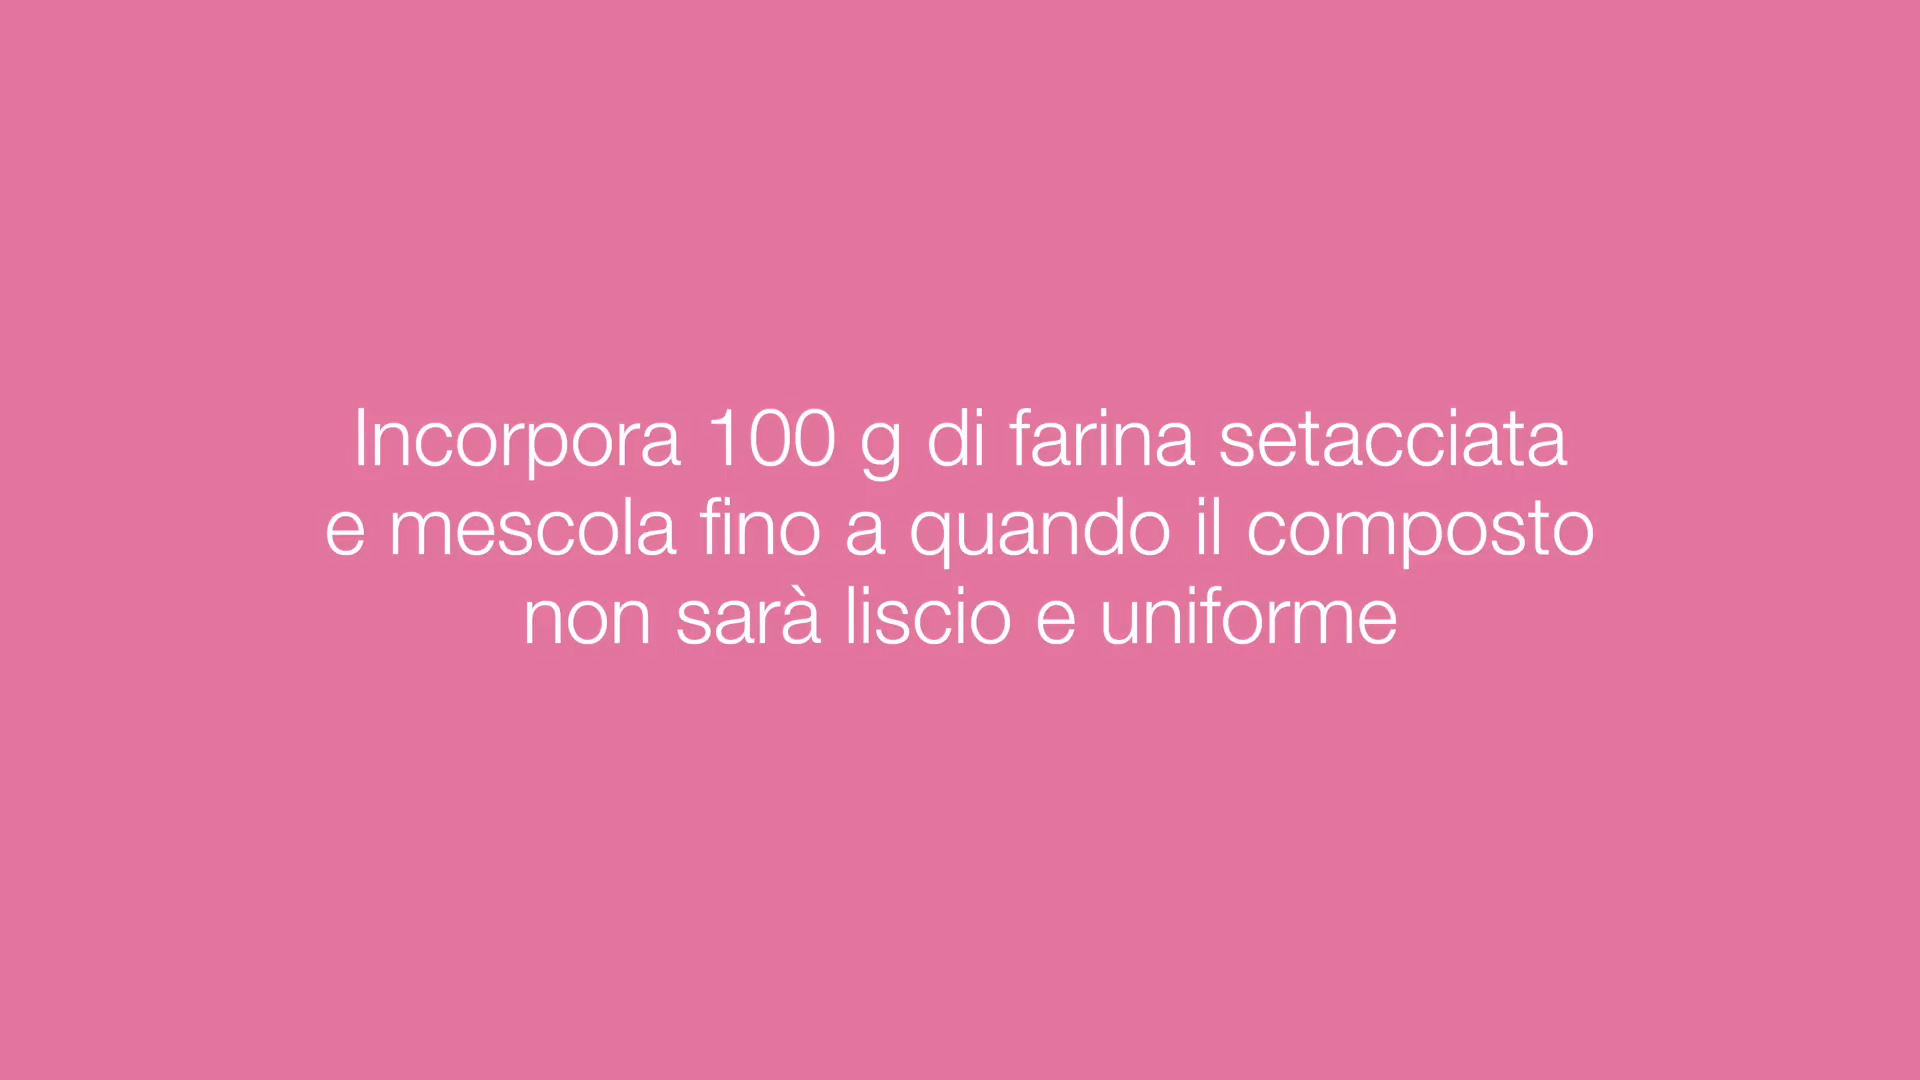 Incorpora 100 g di farina setacciata
e mescola fino a quando il composto
non sarà liscio e uniforme